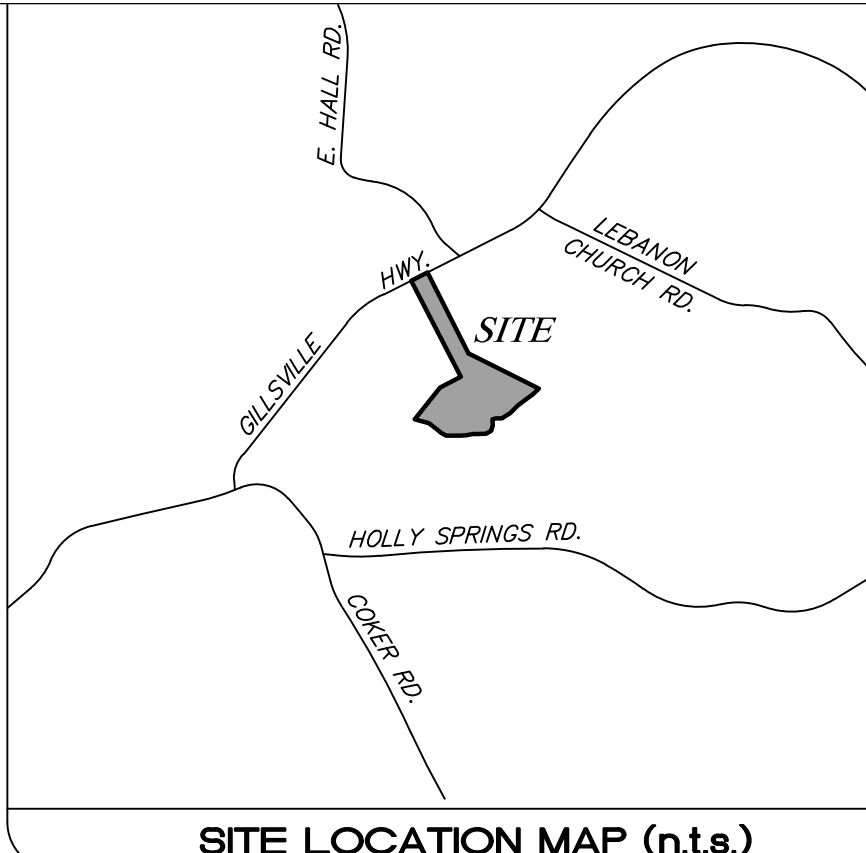 E. HALL RD.
LEBANON
CHURCH RD.
HWY.
SITE
GILLSVILLE
HOLLY SPRINGS RD.
COKER RD.
SITE LOCATION MAP (n.t.s.)